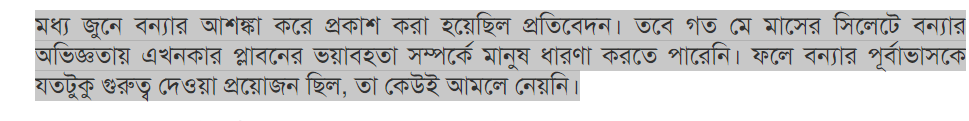 মধ্য জুনে বন্যার আশঙ্কা করে প্রকাশ করা হয়েছিল প্রতিবেদন। তবে গত মে মাসের সিলেটে বন্যার
অভিজ্ঞতায় এখনকার প্লাবনের ভয়াবহতা সম্পর্কে মানুষ ধারণা করতে পারেনি। ফলে বন্যার পূর্বাভাসকে
যতটুকু গুরুত্ব দেওয়া প্রয়োজন ছিল, তা কেউই আমলে নেয়নি।